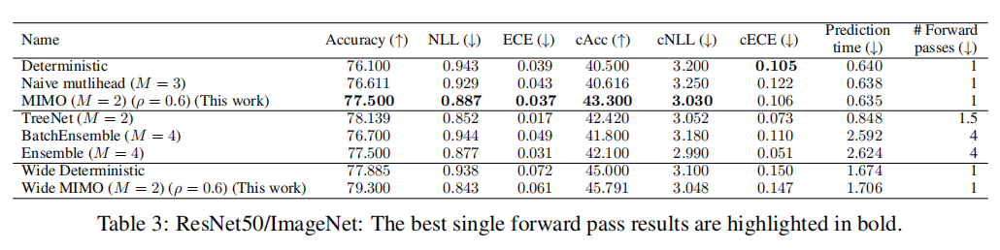 Name Accuracy (↑) NLL (↓) ECE (↓) cAcc (↑) cNLL (↓) cECE (↓) Prediction time (↓) # Forward passes (↓)
Deterministic 76.100 0.943 0.039 40.500 3.200 0.105 0.640 1
Naive mutlihead (M = 3) 76.611 0.929 0.043 40.616 3.250 0.122 0.638 1
MIMO (M = 2) (ρ = 0.6) (This work) 77.500 0.887 0.037 43.300 3.030 0.106 0.635 1
TreeNet (M = 2) 78.139 0.852 0.017 42.420 3.052 0.073 0.848 1.5
BatchEnsemble (M = 4) 76.700 0.944 0.049 41.800 3.180 0.110 2.592 4
Ensemble (M = 4) 77.500 0.877 0.031 42.100 2.990 0.051 2.624 4
Wide Deterministic 77.885 0.938 0.072 45.000 3.100 0.150 1.674 1
Wide MIMO (M = 2) (ρ = 0.6) (This work) 79.300 0.843 0.061 45.791 3.048 0.147 1.706 1
Table 3: ResNet50/ImageNet: The best single forward pass results are highlighted in bold.